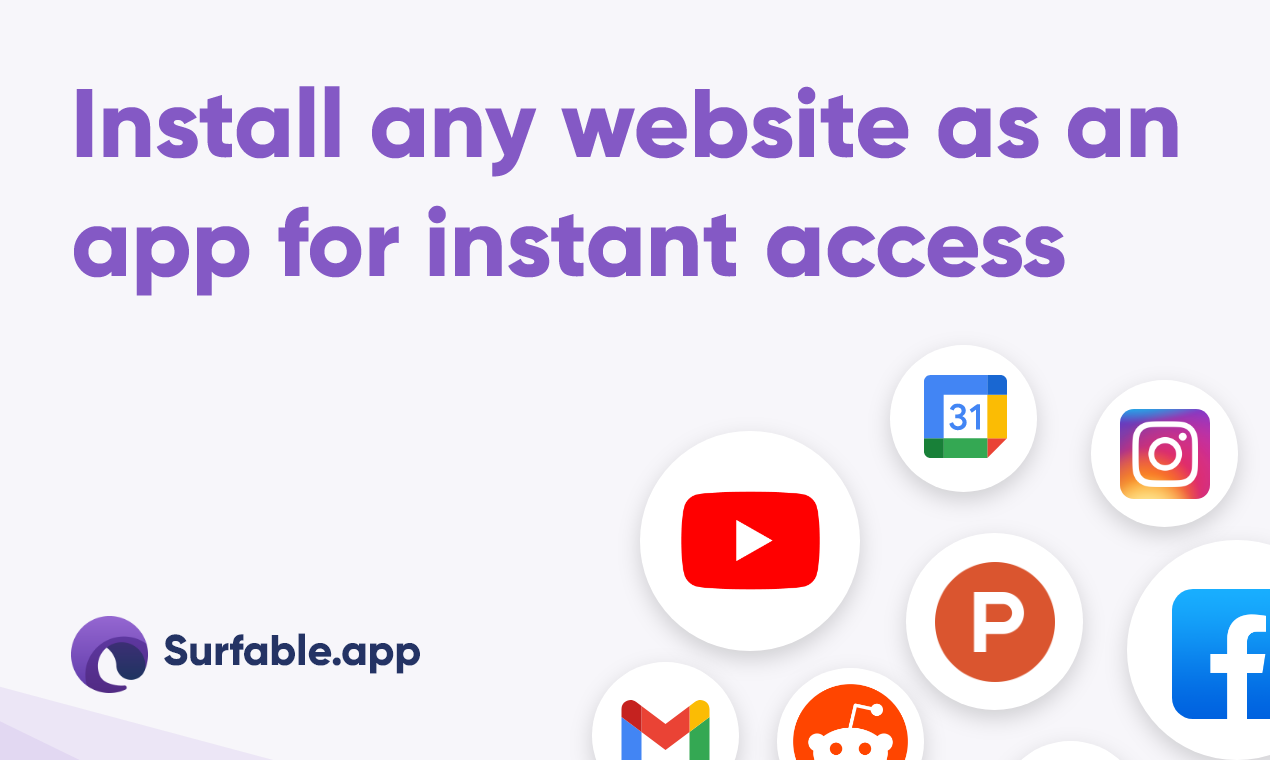 Install any website as an
app for instant access
31
P
f
Surfable.app